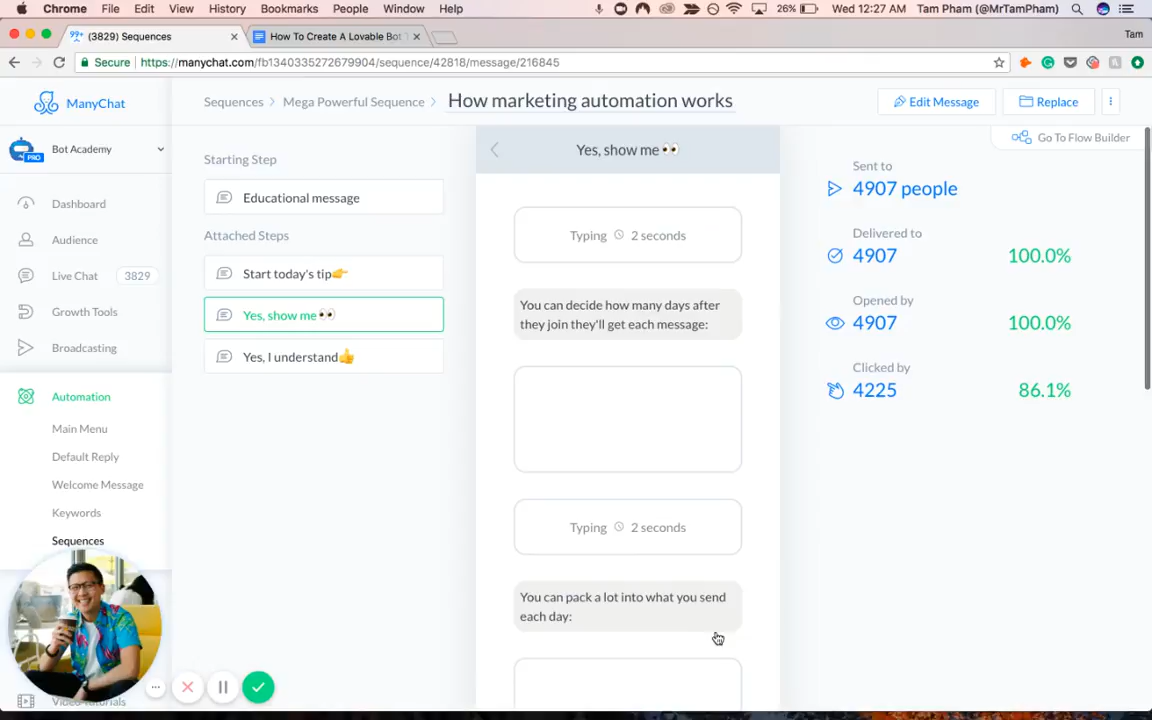 Chrome File Edit View History Bookmarks People Window Help 26% Wed 12:27 AM Tam Pham (@MrTamPham)
(3829) Sequences
How To Create A Lovable Bot
Tam
Secure https://manychat.com/fb1340335272679904/sequence/42818/message/216845
ManyChat
Sequences > Mega Powerful Sequence > How marketing automation works
Edit Message
Replace
Go To Flow Builder
Bot Academy
PRO
Dashboard
Audience
Live Chat 3829
Growth Tools
Broadcasting
Automation
Main Menu
Default Reply
Welcome Message
Keywords
Sequences
Video Tutorials
Starting Step
Educational message
Attached Steps
Start today's tip👉
Yes, show me👀
Yes, I understand👍
Yes, show me👀
Typing 2 seconds
You can decide how many days after
they join they'll get each message:
Typing 2 seconds
You can pack a lot into what you send
each day:
Sent to
4907 people
Delivered to
4907 100.0%
Opened by
4907 100.0%
Clicked by
4225 86.1%